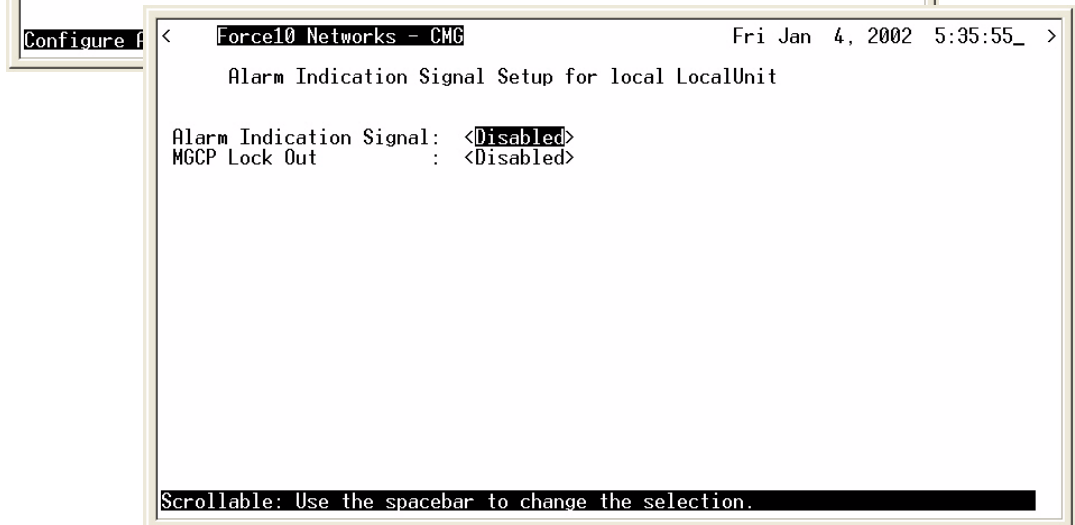 Configure
< Force10 Networks - CMG Fri Jan 4, 2002 5:35:55_ >
Alarm Indication Signal Setup for local LocalUnit
Alarm Indication Signal: <Disabled>
MGCP Lock Out : <Disabled>
Scrollable: Use the spacebar to change the selection.